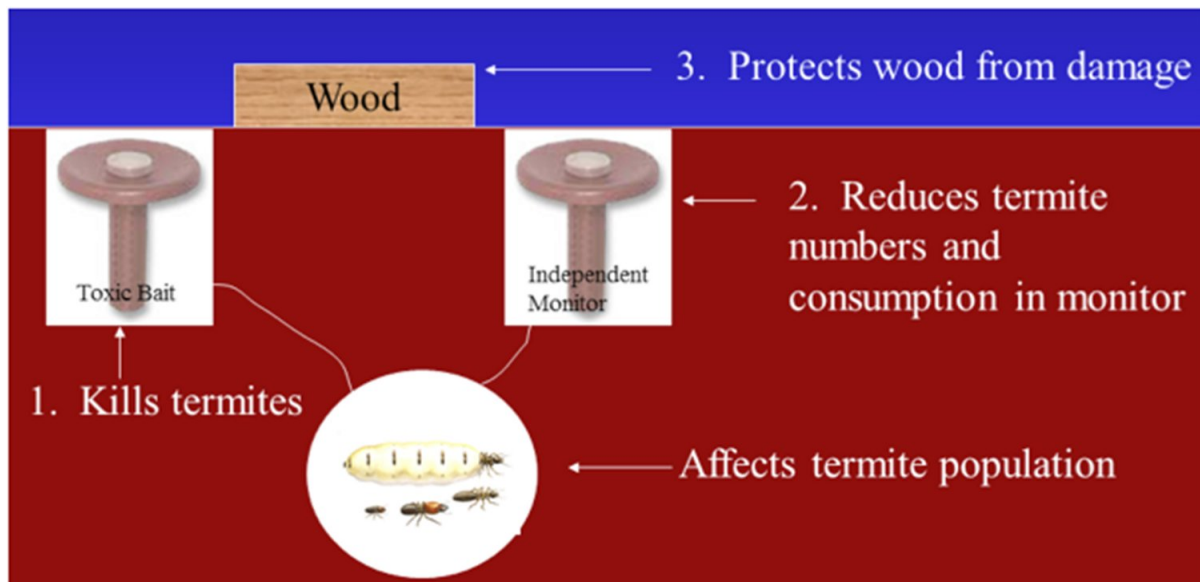 3. Protects wood from damage
Wood
Toxic Bait
Independent
Monitor
2. Reduces termite
numbers and
consumption in monitor
1. Kills termites
Affects termite population